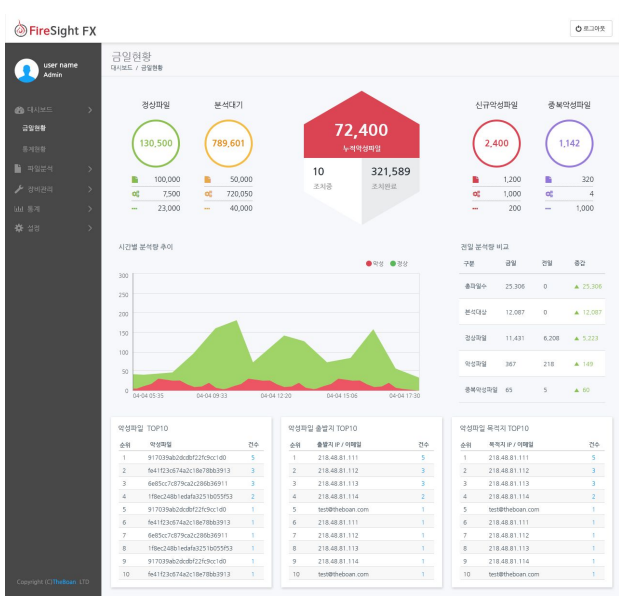 FireSight FX
로그아웃
user name
Admin
대시보드
금일현황
통계현황
파일분석
장비관리
통계
설정
Copyright (C)Theboan LTD
금일현황
대시보드 / 금일현황
정상파일
130,500
100,000
7,500
23,000
분석대기
789,601
50,000
720,050
40,000
72,400
누적악성파일
10
조치중
321,589
조치완료
신규악성파일
2,400
1,200
1,000
200
중복악성파일
1,142
320
4
1,000
시간별 분석량 추이
악성 정상
300
250
200
150
100
50
0
04-04 05:35 04-04 09:33 04-04 12:20 04-04 15:06 04-04 17:30
전일 분석량 비교
구분 금일 전일 증감
총파일수 25,306 0 ▲ 25,306
분석대상 12,087 0 ▲ 12,087
정상파일 11,431 6,208 ▲ 5,223
악성파일 367 218 ▲ 149
중복악성파일 65 5 ▲ 60
악성파일 TOP10
순위 악성파일 건수
1 917039ab2dcdbf22fc9cc1d0 5
2 fe41f23c674a2c18e78bb3913 3
3 6e85cc7c879ca2c286b36911 3
4 1f8ec248b1edafa3251b055f53 2
5 917039ab2dcdbf22fc9cc1d0 1
6 fe41f23c674a2c18e78bb3913 1
7 6e85cc7c879ca2c286b36911 1
8 1f8ec248b1edafa3251b055f53 1
9 917039ab2dcdbf22fc9cc1d0 1
10 fe41f23c674a2c18e78bb3913 1
악성파일 출발지 TOP10
순위 출발지 IP / 이메일 건수
1 218.48.81.111 5
2 218.48.81.112 3
3 218.48.81.113 3
4 218.48.81.114 2
5 test@theboan.com 1
6 218.48.81.111 1
7 218.48.81.112 1
8 218.48.81.113 1
9 218.48.81.114 1
10 test@theboan.com 1
악성파일 목적지 TOP10
순위 목적지 IP / 이메일 건수
1 218.48.81.111 5
2 218.48.81.112 3
3 218.48.81.113 3
4 218.48.81.114 2
5 test@theboan.com 1
6 218.48.81.111 1
7 218.48.81.112 1
8 218.48.81.113 1
9 218.48.81.114 1
10 test@theboan.com 1